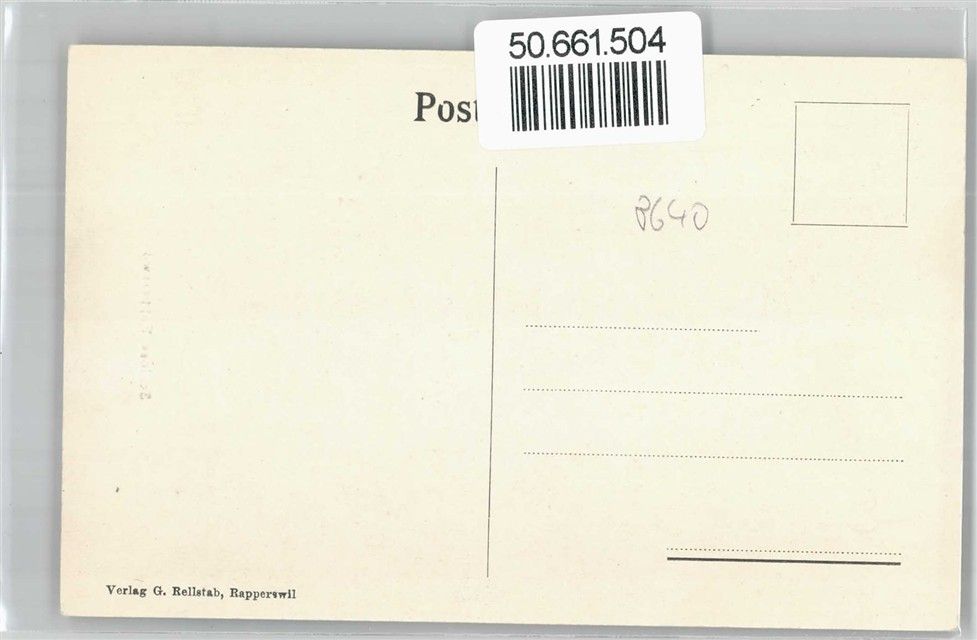 50.661.504
Post
8640
Verlag G. Rellstab, Rapperswil